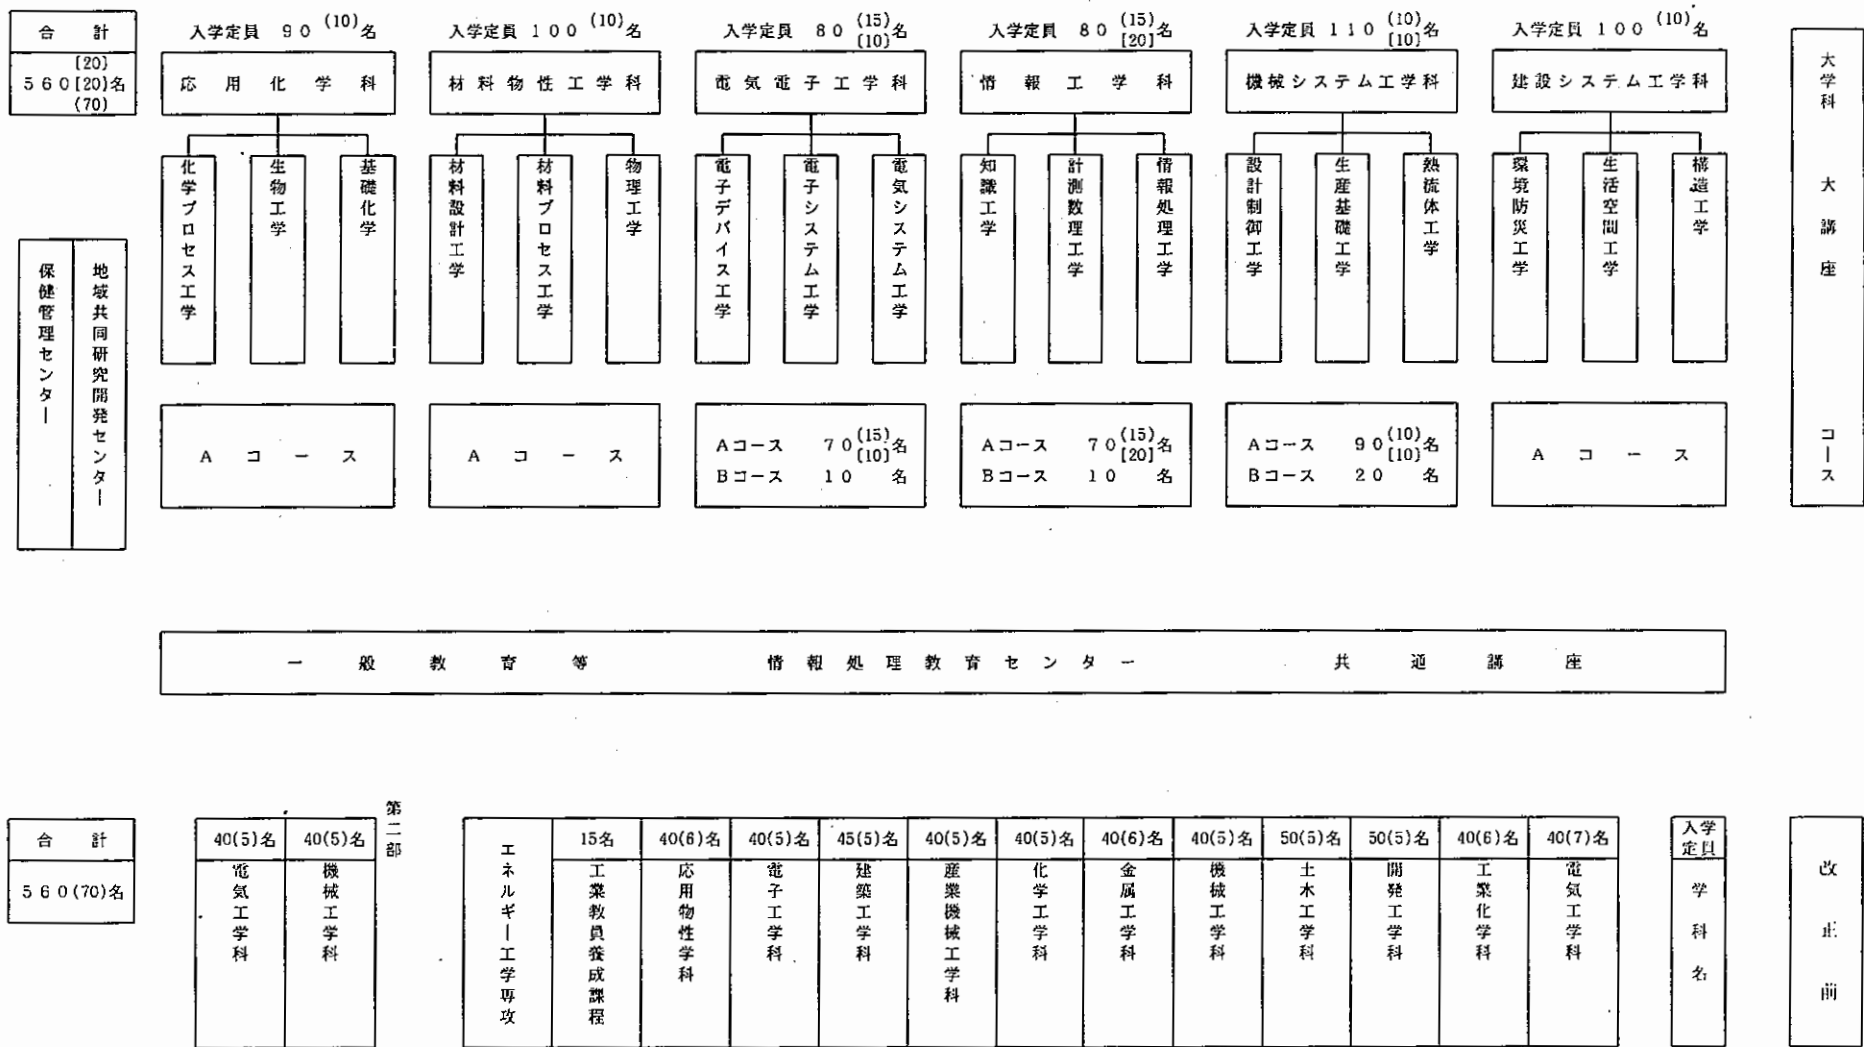 合計
[20]
560[20]名
(70)
入学定員 90(10)名
応用化学科
化学プロセス工学
生物工学
基礎化学
Aコース
入学定員 100(10)名
材料物性工学科
材料設計工学
材料プロセス工学
物理工学
Aコース
入学定員 80(15)[10]名
電気電子工学科
電子デバイス工学
電子システム工学
電気システム工学
Aコース 70(15)[10]名
Bコース 10 名
入学定員 80(15)[20]名
情報工学科
知識工学
計測数理工学
情報処理工学
Aコース 70(15)[20]名
Bコース 10 名
入学定員 110(10)[10]名
機械システム工学科
設計制御工学
生産基礎工学
熱流体工学
Aコース 90(10)[10]名
Bコース 20 名
入学定員 100(10)名
建設システム工学科
環境防災工学
生活空間工学
構造工学
Aコース
大学科
大講座
コース
保健管理センター
地域共同研究開発センター
一般教育等 情報処理教育センター 共通講座
合計
560(70)名
第二部
40(5)名
電気工学科
40(5)名
機械工学科
エネルギー工学専攻
15名
工業教員養成課程
40(6)名
応用物性学科
40(5)名
電子工学科
45(5)名
建築工学科
40(5)名
産業機械工学科
40(5)名
化学工学科
40(6)名
金属工学科
40(5)名
機械工学科
50(5)名
土木工学科
50(5)名
開発工学科
40(6)名
工業化学科
40(7)名
電気工学科
入学
定員
学科名
改正前